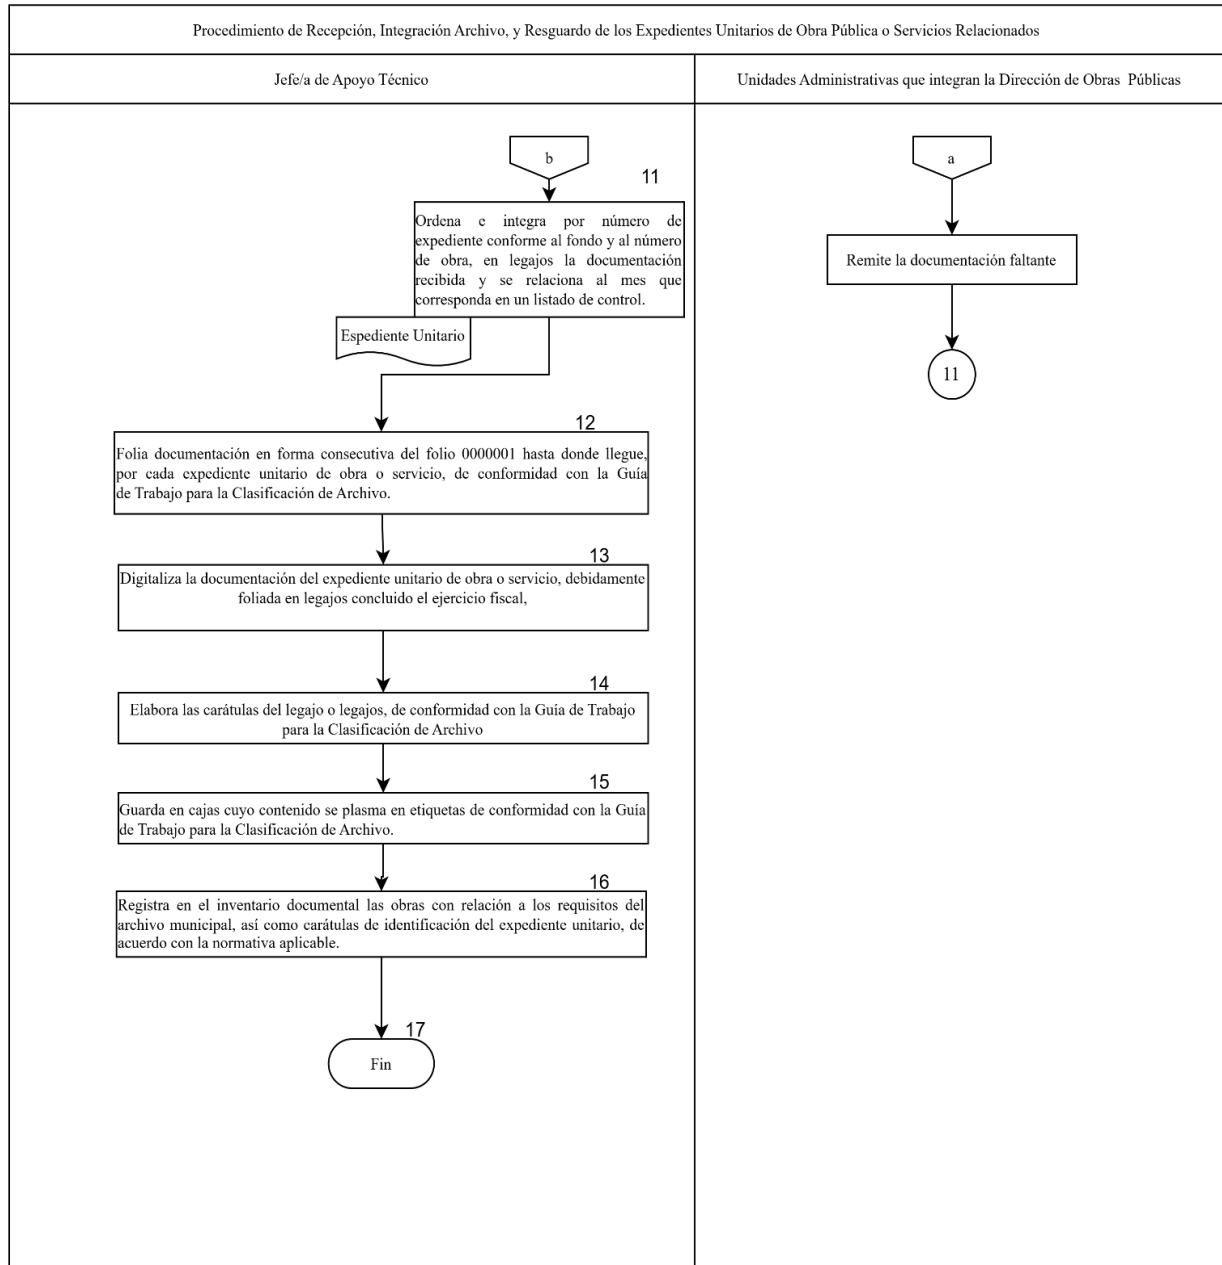 Procedimiento de Recepción, Integración Archivo, y Resguardo de los Expedientes Unitarios de Obra Pública o Servicios Relacionados
Jefe/a de Apoyo Técnico
Unidades Administrativas que integran la Dirección de Obras Públicas
b
11
Ordena e integra por número de
expediente conforme al fondo y al número
de obra, en legajos la documentación
recibida y se relaciona al mes que
corresponda en un listado de control.
Espediente Unitario
12
Folia documentación en forma consecutiva del folio 0000001 hasta donde llegue,
por cada expediente unitario de obra o servicio, de conformidad con la Guía
de Trabajo para la Clasificación de Archivo.
13
Digitaliza la documentación del expediente unitario de obra o servicio, debidamente
foliada en legajos concluido el ejercicio fiscal,
14
Elabora las carátulas del legajo o legajos, de conformidad con la Guía de Trabajo
para la Clasificación de Archivo
15
Guarda en cajas cuyo contenido se plasma en etiquetas de conformidad con la Guía
de Trabajo para la Clasificación de Archivo.
16
Registra en el inventario documental las obras con relación a los requisitos del
archivo municipal, así como carátulas de identificación del expediente unitario, de
acuerdo con la normativa aplicable.
17
Fin
a
Remite la documentación faltante
11